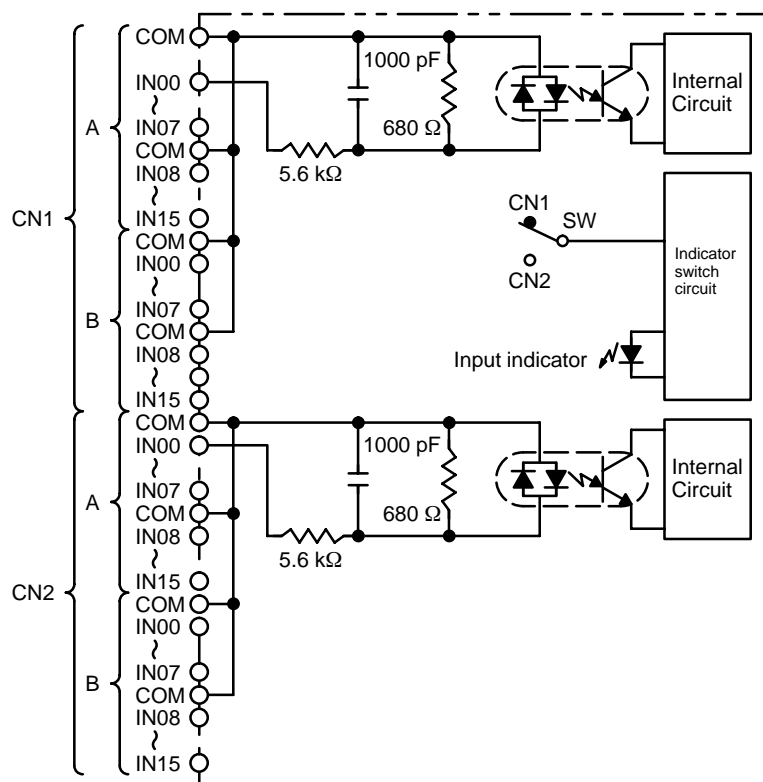 COM
1000 pF
Internal
Circuit
IN00
A
IN07
680 Ω
COM
5.6 kΩ
IN08
CN1
IN15
CN1
SW
COM
IN00
CN2
Indicator
switch
circuit
IN07
B
COM
IN08
Input indicator
IN15
COM
1000 pF
Internal
Circuit
IN00
A
IN07
680 Ω
COM
IN08
5.6 kΩ
CN2
IN15
COM
IN00
IN07
B
COM
IN08
IN15